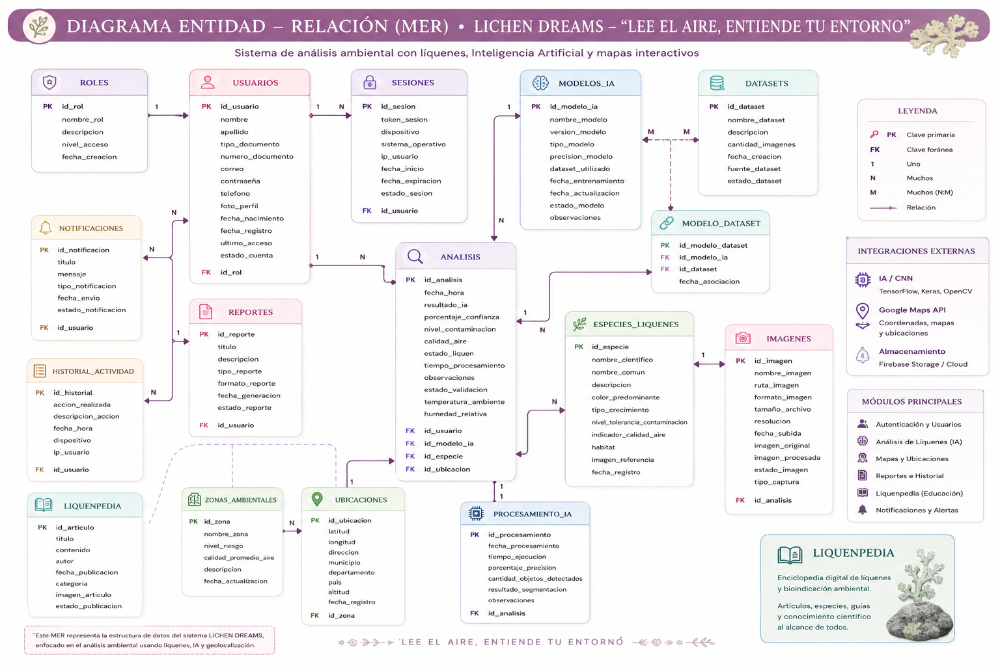 DIAGRAMA ENTIDAD – RELACIÓN (MER) • LICHEN DREAMS – “LEE EL AIRE, ENTIENDE TU ENTORNO”
Sistema de análisis ambiental con líquenes, Inteligencia Artificial y mapas interactivos
ROLES
PK id_rol
nombre_rol
descripcion
nivel_acceso
fecha_creacion
1
USUARIOS
PK id_usuario
nombre
apellido
tipo_documento
numero_documento
correo
contraseña
telefono
foto_perfil
fecha_nacimiento
fecha_registro
ultimo_acceso
estado_cuenta
FK id_rol
1 N
SESIONES
PK id_sesion
token_sesion
dispositivo
sistema_operativo
ip_usuario
fecha_inicio
fecha_expiracion
estado_sesion
FK id_usuario
1
N
MODELOS_IA
PK id_modelo_ia
nombre_modelo
version_modelo
tipo_modelo
precision_modelo
dataset_utilizado
fecha_entrenamiento
fecha_actualizacion
estado_modelo
observaciones
M M
DATASETS
PK id_dataset
nombre_dataset
descripcion
cantidad_imagenes
fecha_creacion
fuente_dataset
estado_dataset
LEYENDA
PK Clave primaria
FK Clave foránea
1 Uno
N Muchos
M Muchos (N:M)
Relación
N
N
1
N
NOTIFICACIONES
PK id_notificacion
titulo
mensaje
tipo_notificacion
fecha_envio
estado_notificacion
FK id_usuario
1 N
MODELO_DATASET
PK id_modelo_dataset
FK id_modelo_ia
FK id_dataset
fecha_asociacion
INTEGRACIONES EXTERNAS
IA / CNN
TensorFlow, Keras, OpenCV
Google Maps API
Coordenadas, mapas
y ubicaciones
Almacenamiento
Firebase Storage / Cloud
ANALISIS
PK id_analisis
fecha_hora
resultado_ia
porcentaje_confianza
nivel_contaminacion
calidad_aire
estado_liquen
tiempo_procesamiento
observaciones
estado_validacion
temperatura_ambiente
humedad_relativa
FK id_usuario
FK id_modelo_ia
FK id_especie
FK id_ubicacion
1
N
REPORTES
PK id_reporte
titulo
descripcion
tipo_reporte
formato_reporte
fecha_generacion
estado_reporte
FK id_usuario
ESPECIES_LIQUENES
PK id_especie
nombre_cientifico
nombre_comun
descripcion
color_predominante
tipo_crecimiento
nivel_tolerancia_contaminacion
indicador_calidad_aire
habitat
imagen_referencia
fecha_registro
N
1
IMAGENES
PK id_imagen
nombre_imagen
ruta_imagen
formato_imagen
tamaño_archivo
resolucion
fecha_subida
imagen_original
imagen_procesada
estado_imagen
tipo_captura
FK id_analisis
HISTORIAL_ACTIVIDAD
PK id_historial
accion_realizada
descripcion_accion
fecha_hora
dispositivo
ip_usuario
FK id_usuario
MÓDULOS PRINCIPALES
Autenticación y Usuarios
Análisis de Líquenes (IA)
Mapas y Ubicaciones
Reportes e Historial
Liquenpedia (Educación)
Notificaciones y Alertas
LIQUENPEDIA
PK id_articulo
titulo
contenido
autor
fecha_publicacion
categoria
imagen_articulo
estado_publicacion
ZONAS_AMBIENTALES
PK id_zona
nombre_zona
nivel_riesgo
calidad_promedio_aire
descripcion
fecha_actualizacion
N
1
UBICACIONES
PK id_ubicacion
latitud
longitud
direccion
municipio
departamento
pais
altitud
fecha_registro
FK id_zona
1
1
PROCESAMIENTO_IA
PK id_procesamiento
fecha_procesamiento
tiempo_ejecucion
porcentaje_precision
cantidad_objetos_detectados
resultado_segmentacion
observaciones
FK id_analisis
LIQUENPEDIA
Enciclopedia digital de líquenes
y bioindicación ambiental.
Artículos, especies, guías
y conocimiento científico
al alcance de todos.
"Este MER representa la estructura de datos del sistema LICHEN DREAMS,
enfocado en el análisis ambiental usando líquenes, IA y geolocalización.
'LEE EL AIRE, ENTIENDE TU ENTORNO'